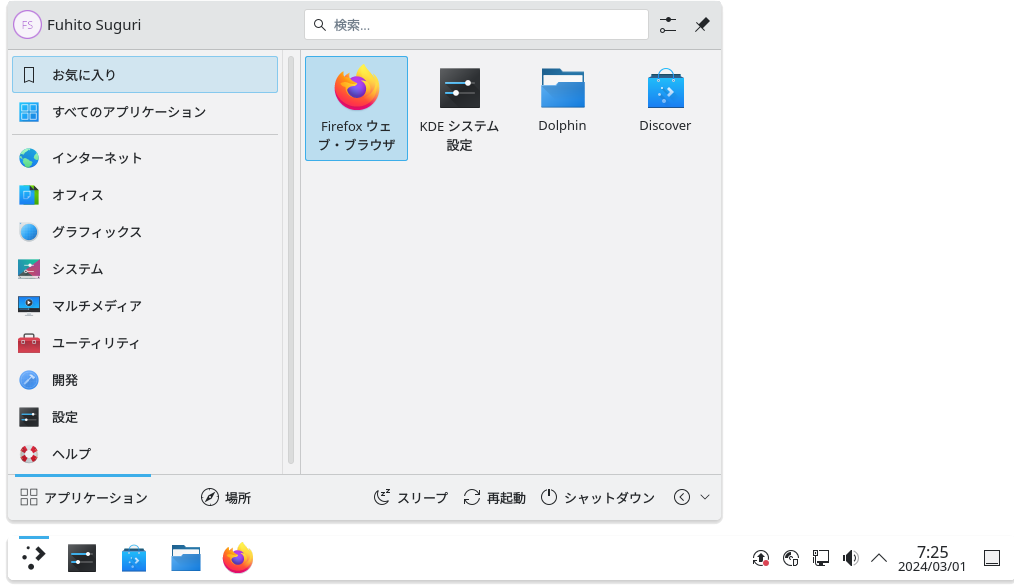 FS Fuhito Suguri
検索...
お気に入り
すべてのアプリケーション
インターネット
オフィス
グラフィックス
システム
マルチメディア
ユーティリティ
開発
設定
ヘルプ
Firefox ウェ
ブ・ブラウザ
KDE システム
設定
Dolphin
Discover
アプリケーション 場所 スリープ 再起動 シャットダウン
7:25
2024/03/01